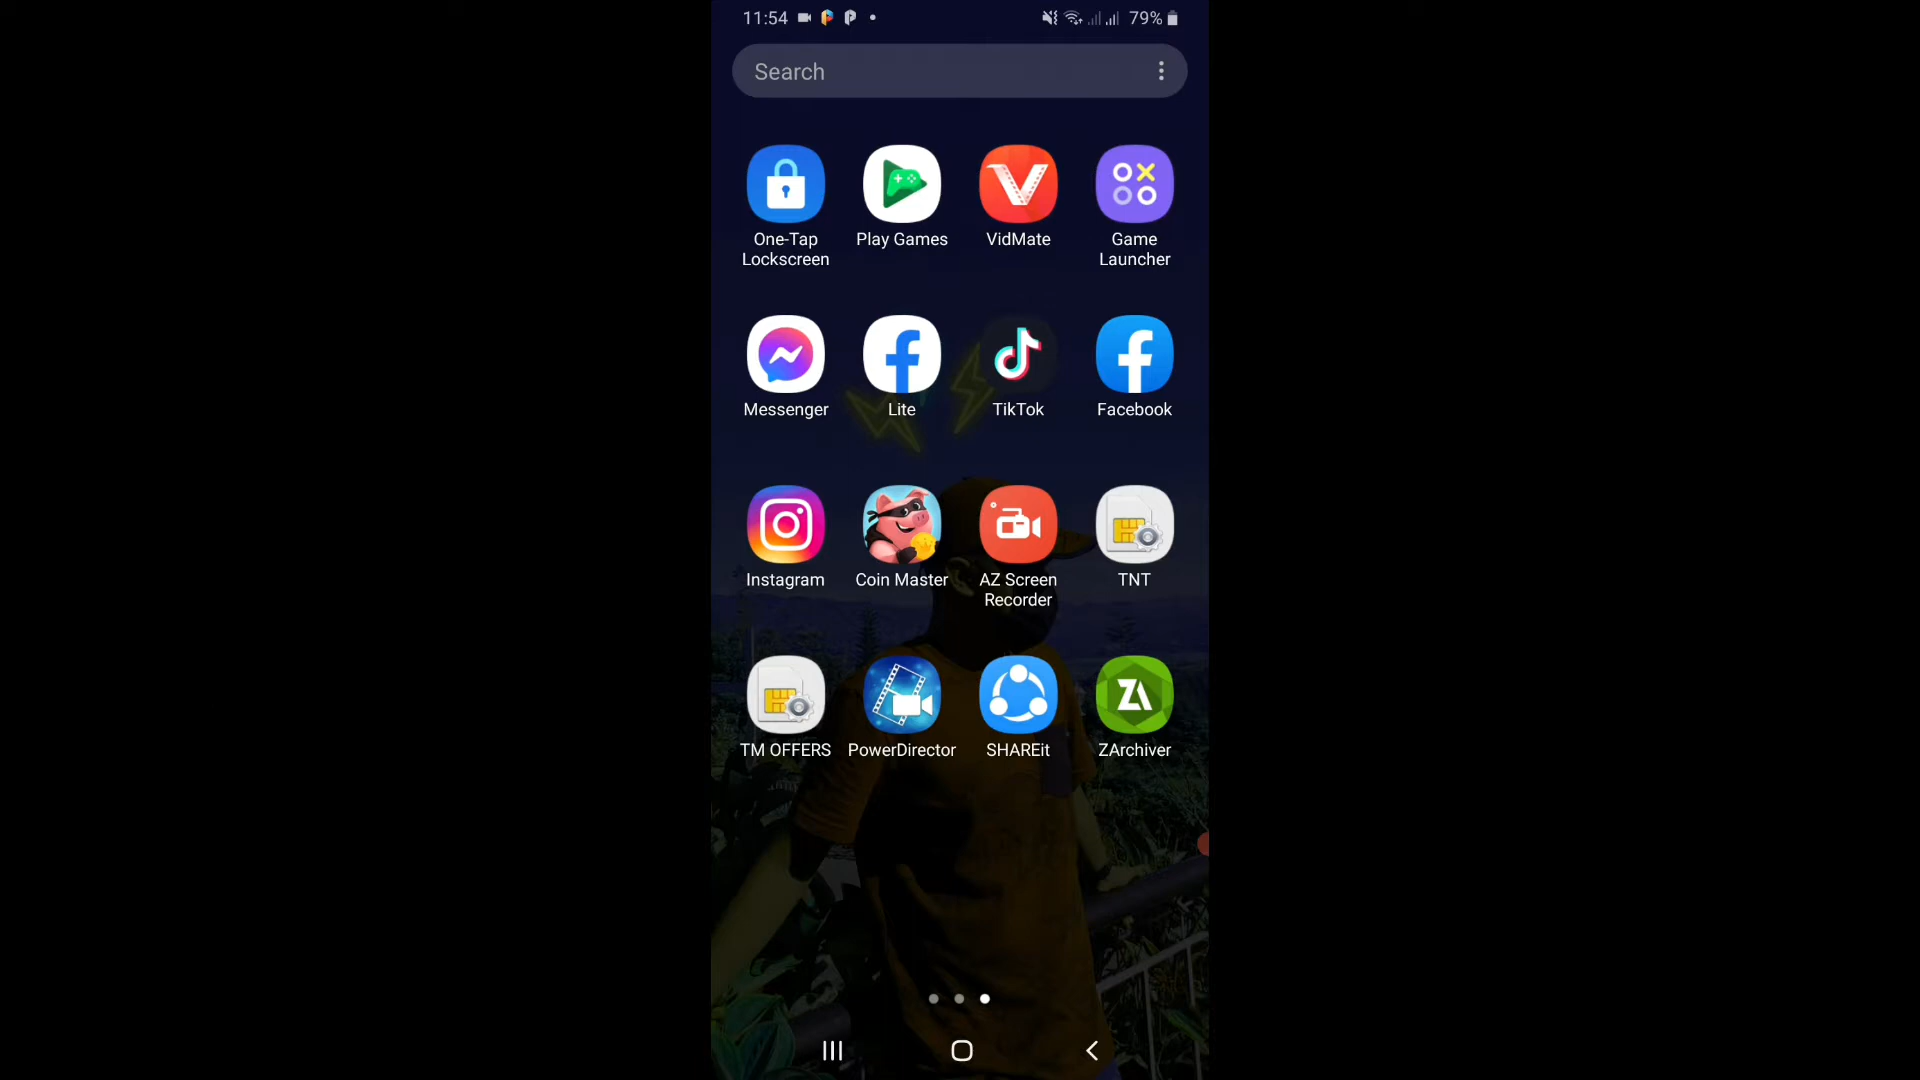 11:54
79%
Search
One-Tap
Lockscreen
Play Games
VidMate
Game
Launcher
Messenger
Lite
TikTok
Facebook
Instagram
Coin Master
AZ Screen
Recorder
TNT
TM OFFERS
PowerDirector
SHAREit
ZArchiver